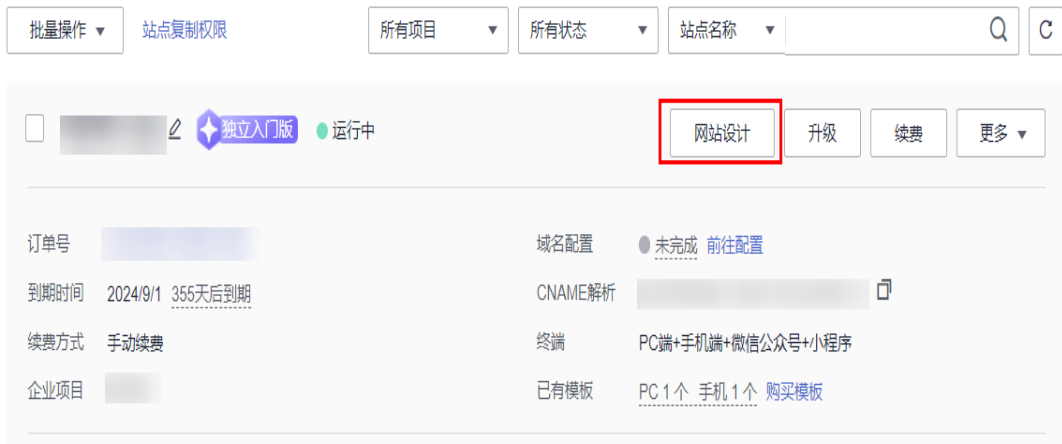 批量操作 站点复制权限 所有项目 所有状态 站点名称
独立入门版 运行中 网站设计 升级 续费 更多
订单号 域名配置 未完成 前往配置
到期时间 2024/9/1 355天后到期 CNAME解析
续费方式 手动续费 终端 PC端+手机端+微信公众号+小程序
企业项目 已有模板 PC 1 个 手机 1 个 购买模板